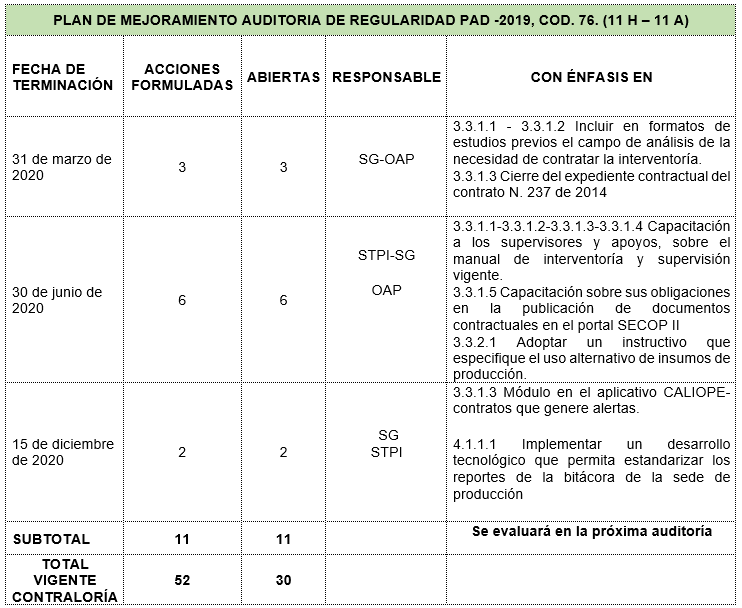 PLAN DE MEJORAMIENTO AUDITORIA DE REGULARIDAD PAD -2019, COD. 76. (11 H – 11 A)
FECHA DE
TERMINACIÓN
ACCIONES
FORMULADAS
ABIERTAS
RESPONSABLE
CON ÉNFASIS EN
31 de marzo de
2020
3
3
SG-OAP
3.3.1.1 - 3.3.1.2 Incluir en formatos de
estudios previos el campo de análisis de la
necesidad de contratar la interventoría.
3.3.1.3 Cierre del expediente contractual del
contrato N. 237 de 2014
30 de junio de
2020
6
6
STPI-SG
OAP
3.3.1.1-3.3.1.2-3.3.1.3-3.3.1.4 Capacitación
a los supervisores y apoyos, sobre el
manual de interventoría y supervisión
vigente.
3.3.1.5 Capacitación sobre sus obligaciones
en la publicación de documentos
contractuales en el portal SECOP II
3.3.2.1 Adoptar un instructivo que
especifique el uso alternativo de insumos de
producción.
15 de diciembre
de 2020
2
2
SG
STPI
3.3.1.3 Módulo en el aplicativo CALIOPE-
contratos que genere alertas.
4.1.1.1 Implementar un desarrollo
tecnológico que permita estandarizar los
reportes de la bitácora de la sede de
producción
SUBTOTAL
11
11
Se evaluará en la próxima auditoría
TOTAL
VIGENTE
CONTRALORÍA
52
30